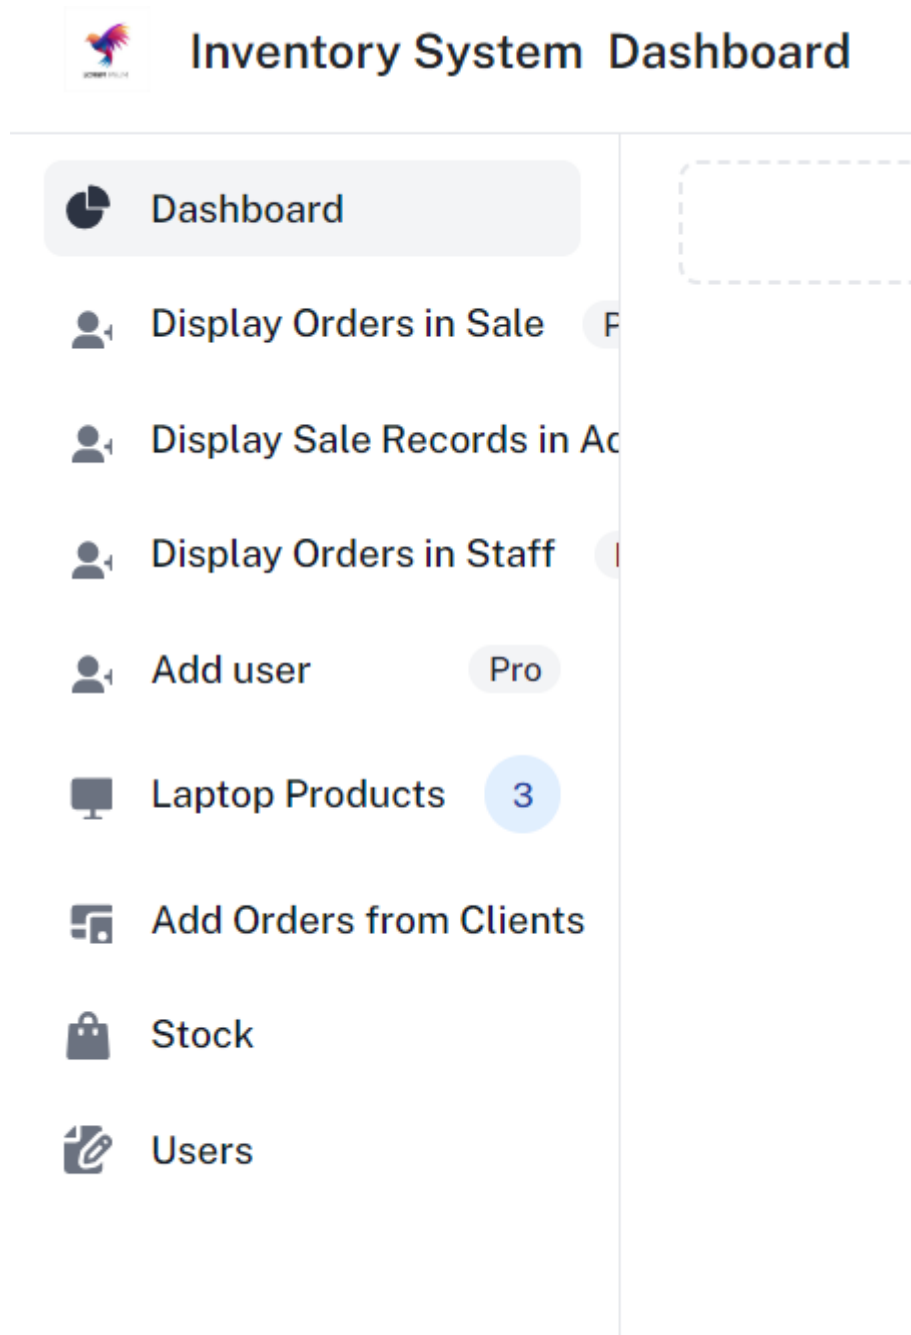 Inventory System Dashboard
Dashboard
Display Orders in Sale P
Display Sale Records in Ac
Display Orders in Staff
Add user Pro
Laptop Products 3
Add Orders from Clients
Stock
Users